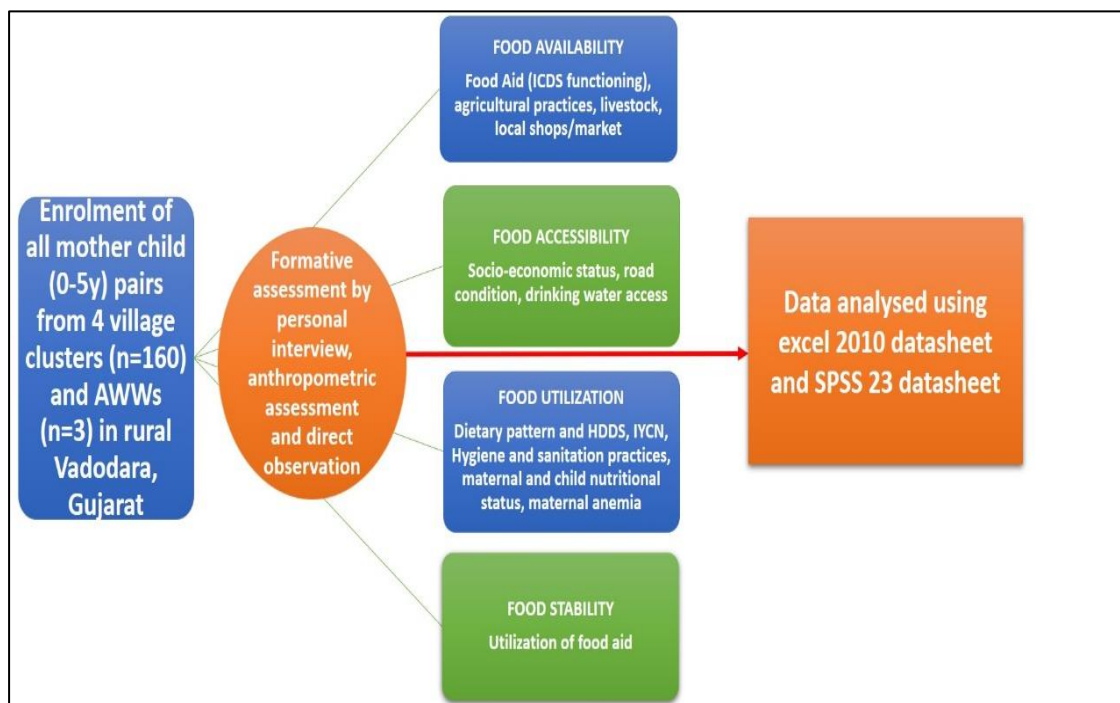 Enrolment of
all mother child
(0-5y) pairs
from 4 village
clusters (n=160)
and AWWs
(n=3) in rural
Vadodara,
Gujarat
Formative
assessment by
personal
interview,
anthropometric
assessment
and direct
observation
FOOD AVAILABILITY
Food Aid (ICDS functioning),
agricultural practices, livestock,
local shops/market
FOOD ACCESSIBILITY
Socio-economic status, road
condition, drinking water access
FOOD UTILIZATION
Dietary pattern and HDDS, IYCN,
Hygiene and sanitation practices,
maternal and child nutritional
status, maternal anemia
FOOD STABILITY
Utilization of food aid
Data analysed using
excel 2010 datasheet
and SPSS 23 datasheet